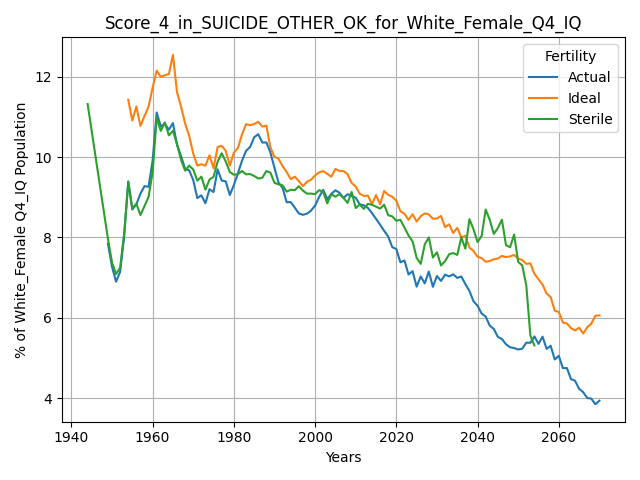 Score_4_in_SUICIDE_OTHER_OK_for_White_Female_Q4_IQ
% of White_Female Q4_IQ Population
12
10
8
6
4
Fertility
Actual
Ideal
Sterile
1940
1960
1980
2000
2020
2040
2060
Years